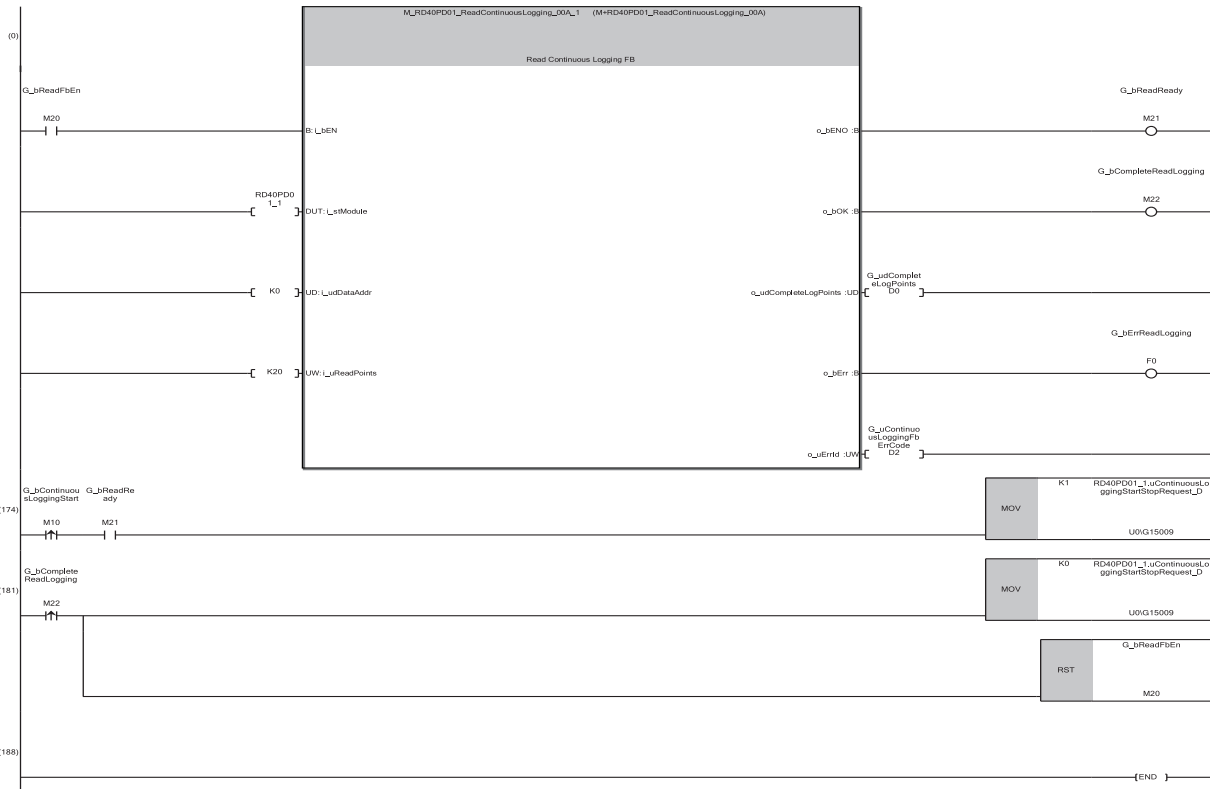 M_RD40PD01_ReadContinuousLogging_00A_1 (M+RD40PD01_ReadContinuousLogging_00A)
(0)
Read Continuous Logging FB
G_bReadFbEn
G_bReadReady
M20
M21
B: i_bEN
o_bENO :B
G_bCompleteReadLogging
RD40PD0
1_1
M22
DUT: i_stModule
o_bOK :B
G_udComplet
eLogPoints
K0
D0
UD: i_udDataAddr
o_udCompleteLogPoints :UD
G_bErrReadLogging
K20
F0
UW: i_uReadPoints
o_bErr :B
G_uContinuo
usLoggingFb
ErrCode
D2
o_uErrId :UW
G_bContinuou
sLoggingStart
G_bReadRe
ady
K1
RD40PD01_1.uContinuousLo
ggingStartStopRequest_D
(174)
MOV
M10
M21
U0\G15009
G_bComplete
ReadLogging
K0
RD40PD01_1.uContinuousLo
ggingStartStopRequest_D
(181)
MOV
M22
U0\G15009
G_bReadFbEn
RST
M20
(188)
END